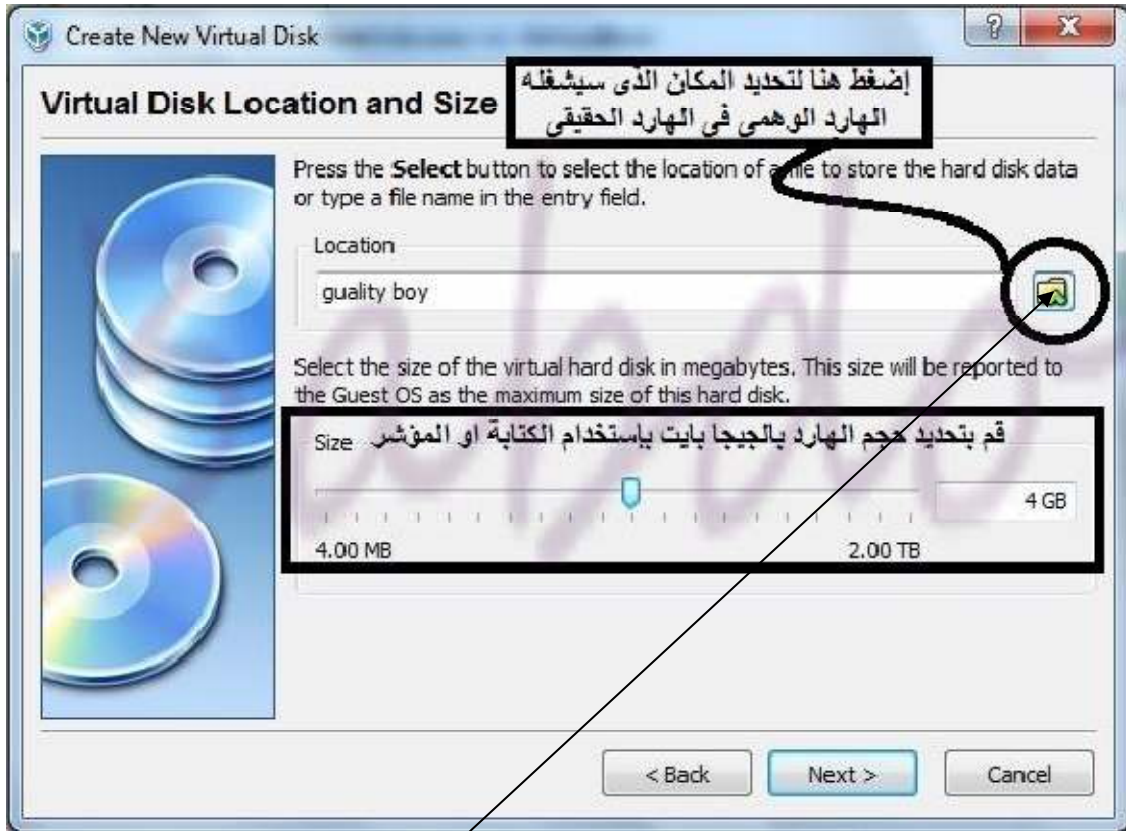 Create New Virtual Disk
Virtual Disk Location and Size
إضغط هنا لتحديد المكان الذى سيشغله
الهارد الوهمى فى الهارد الحقيقى
Press the Select button to select the location of a file to store the hard disk data
or type a file name in the entry field.
Location
guality boy
Select the size of the virtual hard disk in megabytes. This size will be reported to
the Guest OS as the maximum size of this hard disk.
Size قم بتحديد حجم الهارد بالجيجا بايت بإستخدام الكتابة او المؤشر
4 GB
4.00 MB 2.00 TB
< Back Next > Cancel
abdo